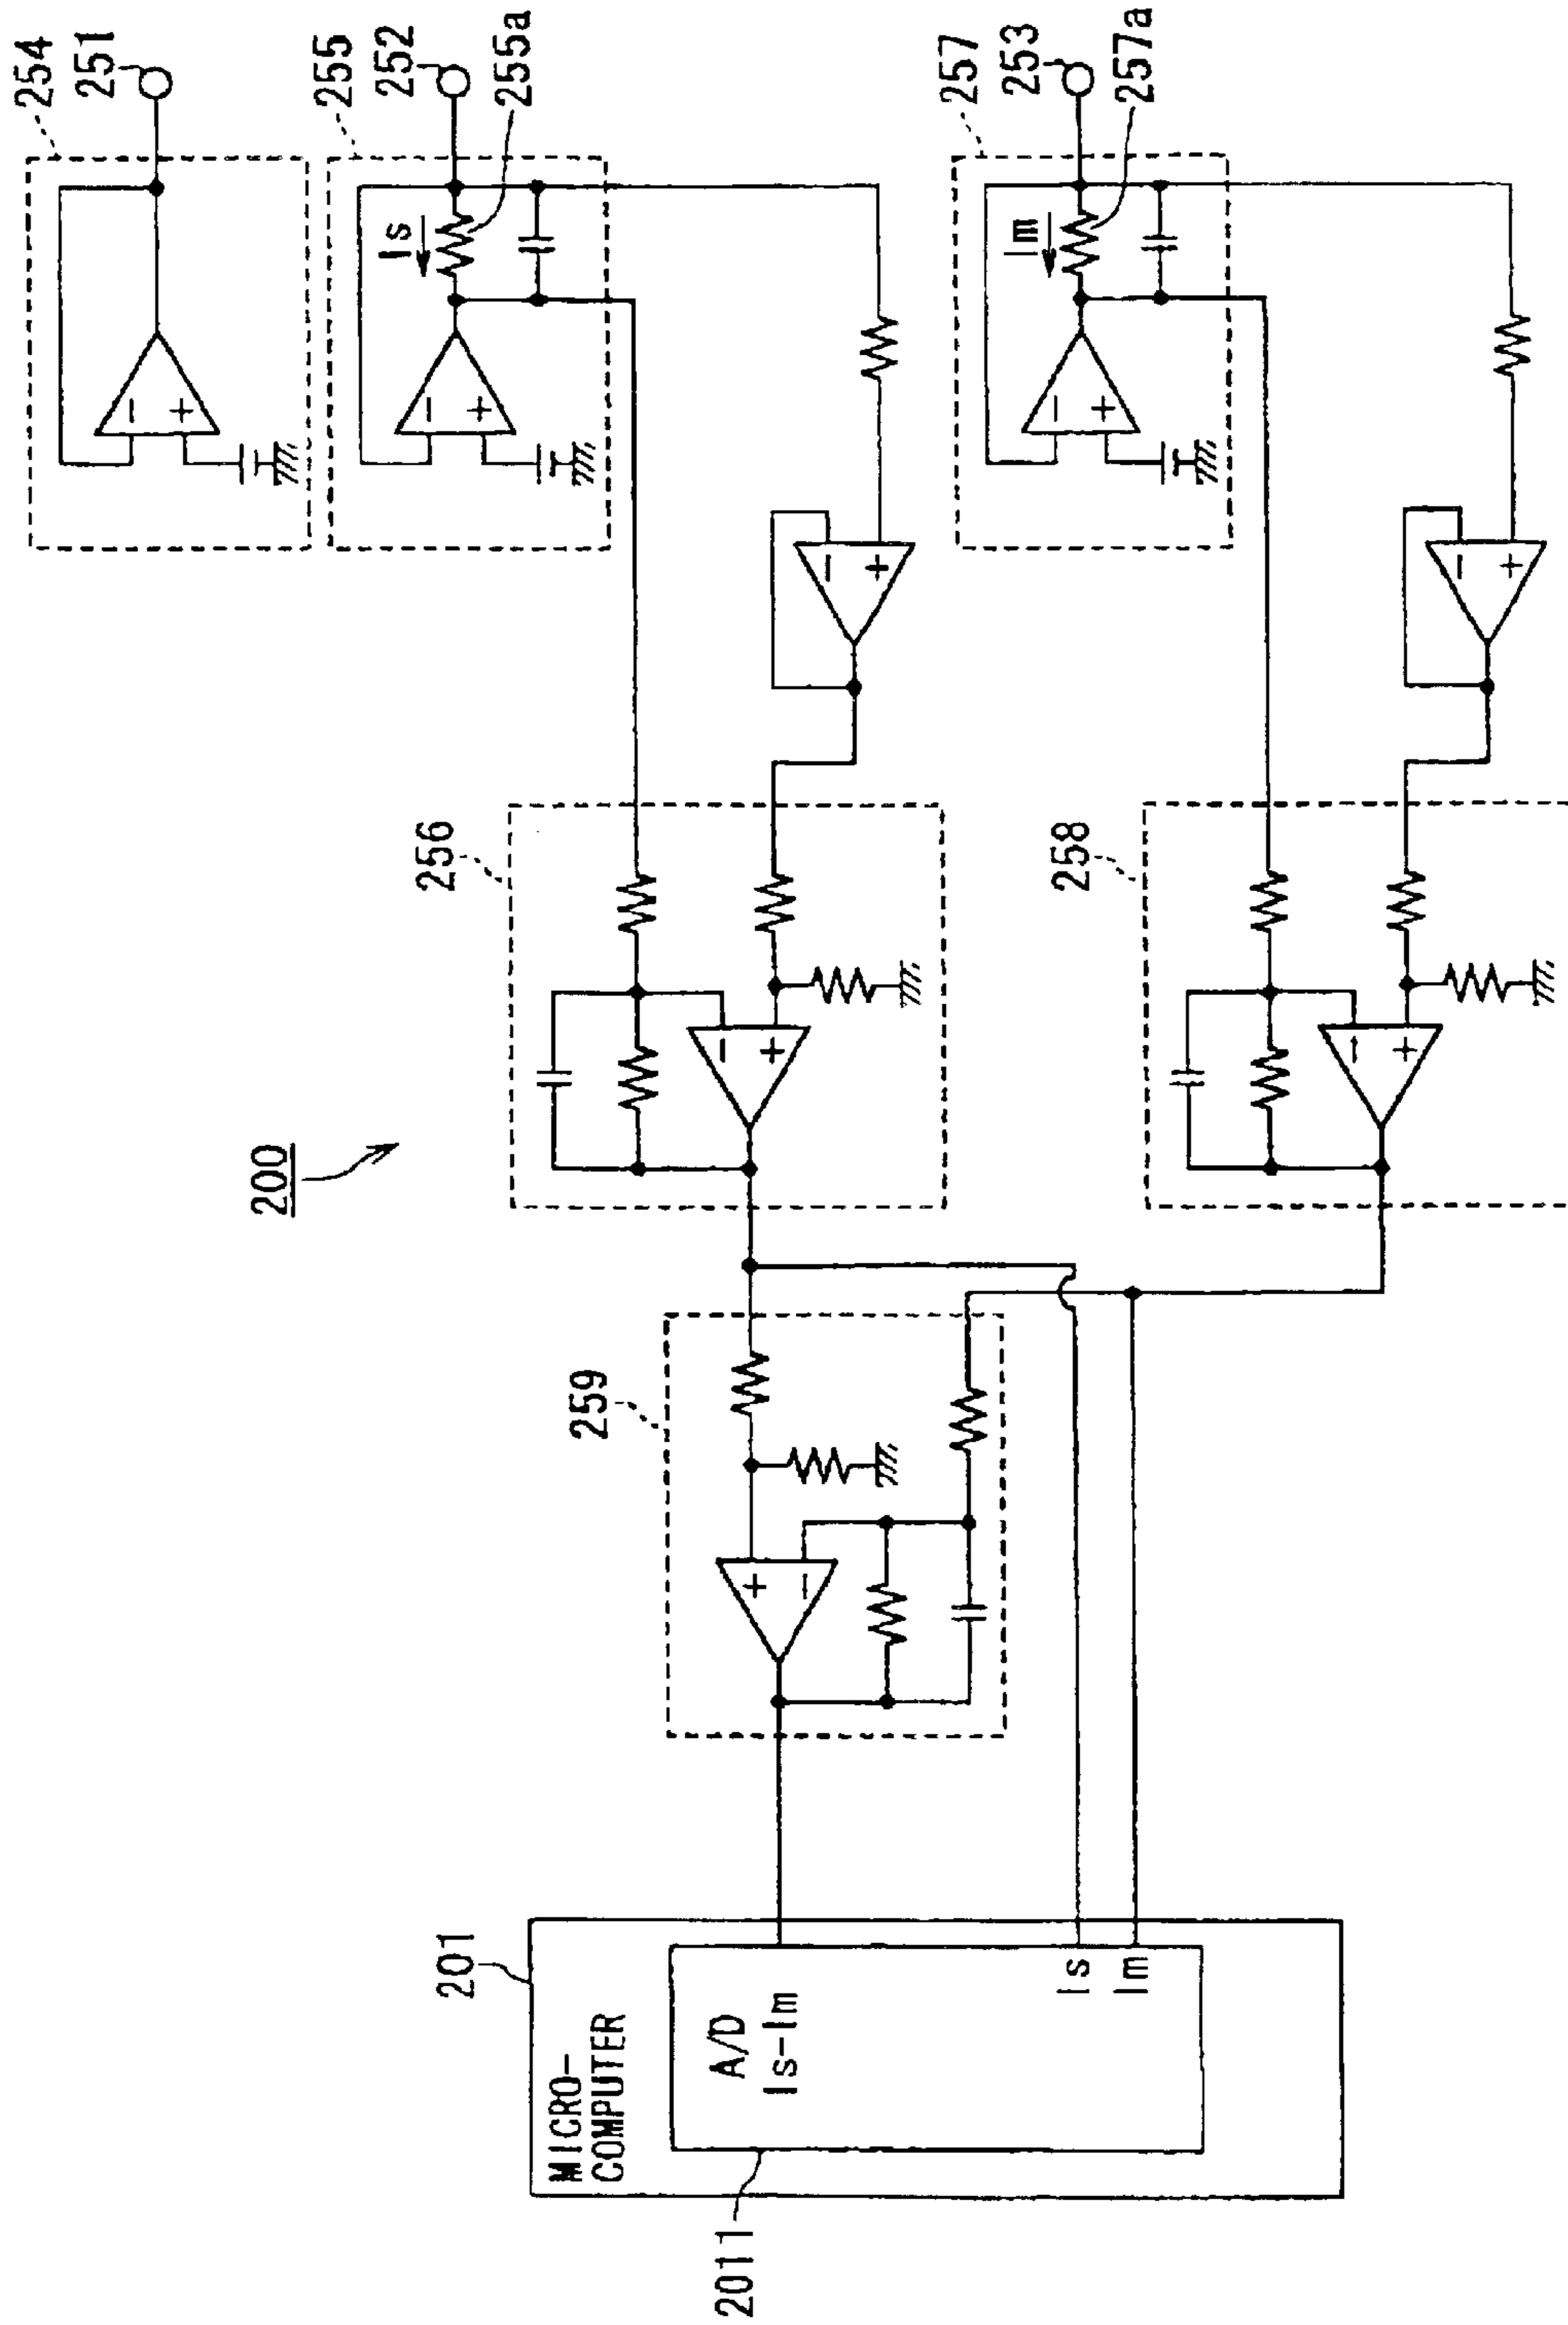 200
254
251
255
252
255a
Is
257
253
257a
Im
256
258
259
201
MICRO-
COMPUTER
A/D
Is-Im
Is
Im
2011
-
+
-
+
-
+
-
+
-
+
-
+
-
+
+
-